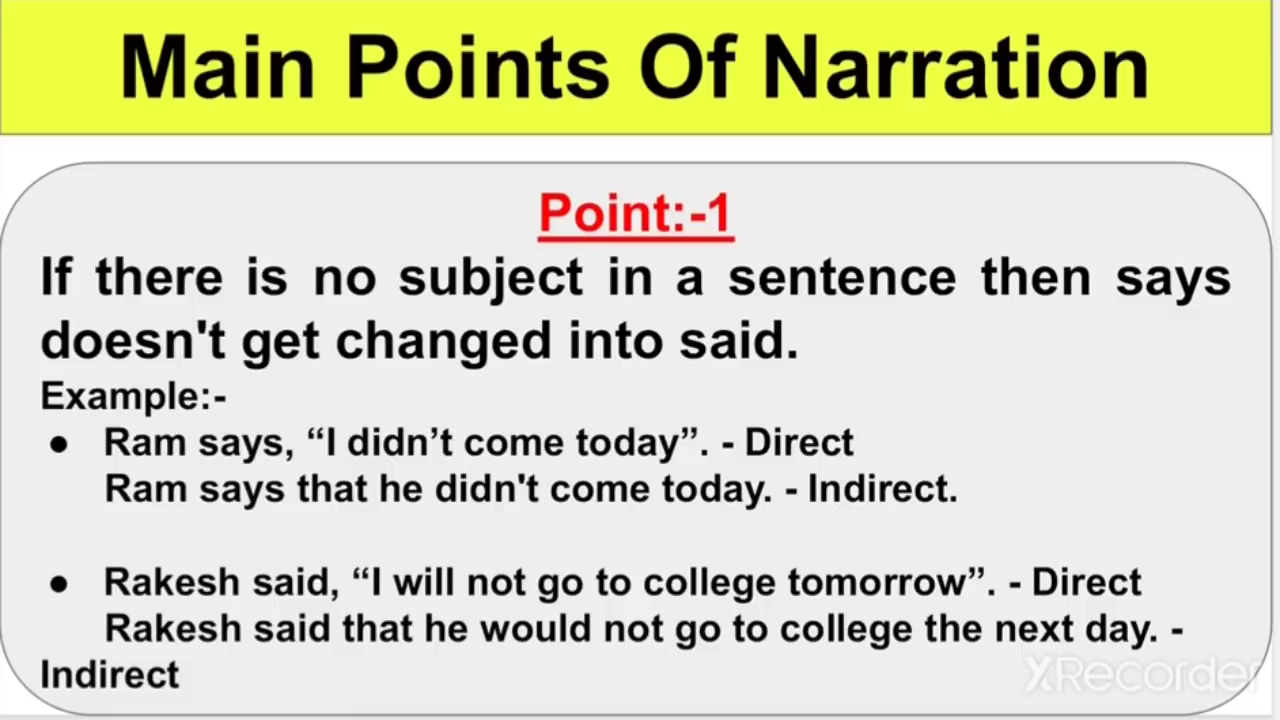 Main Points Of Narration
Point:-1
If there is no subject in a sentence then says
doesn't get changed into said.
Example:-
● Ram says, “I didn’t come today”. - Direct
Ram says that he didn't come today. - Indirect.
● Rakesh said, “I will not go to college tomorrow”. - Direct
Rakesh said that he would not go to college the next day. -
Indirect
XRecorder